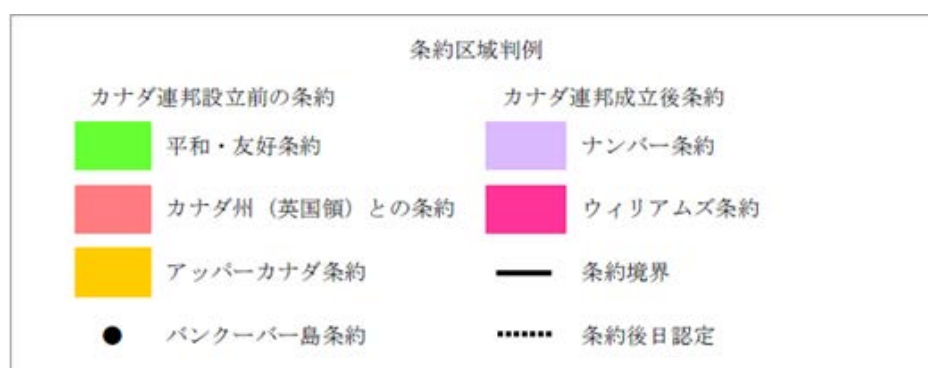 条約区域判例
カナダ連邦設立前の条約
平和・友好条約
カナダ州（英国領）との条約
アッパーカナダ条約
バンクーバー島条約
カナダ連邦成立後条約
ナンバー条約
ウィリアムズ条約
条約境界
条約後日認定